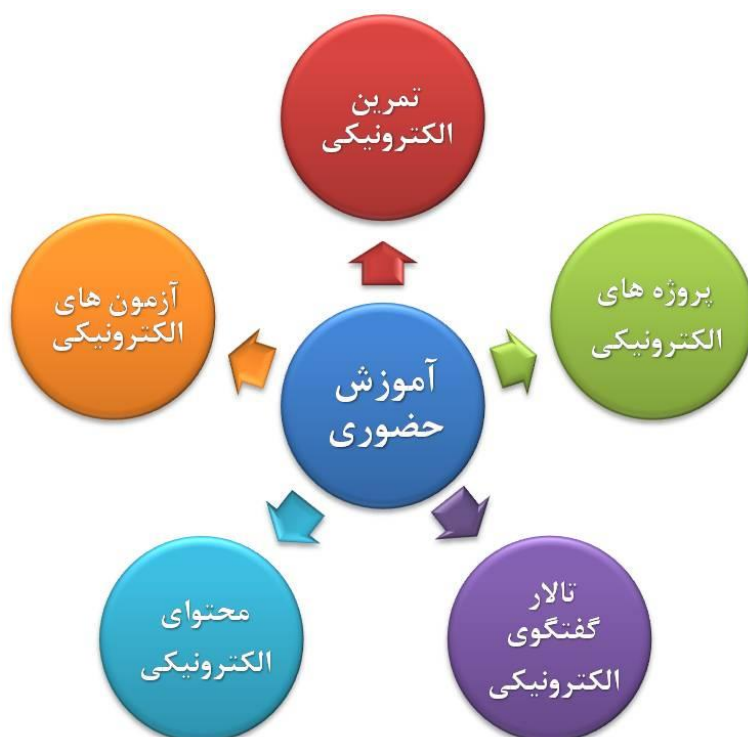 تمرین
الکترونیکی
پروژه های
الکترونیکی
آزمون های
الکترونیکی
آموزش
حضوری
تالار
گفتگوی
الکترونیکی
محتوای
الکترونیکی